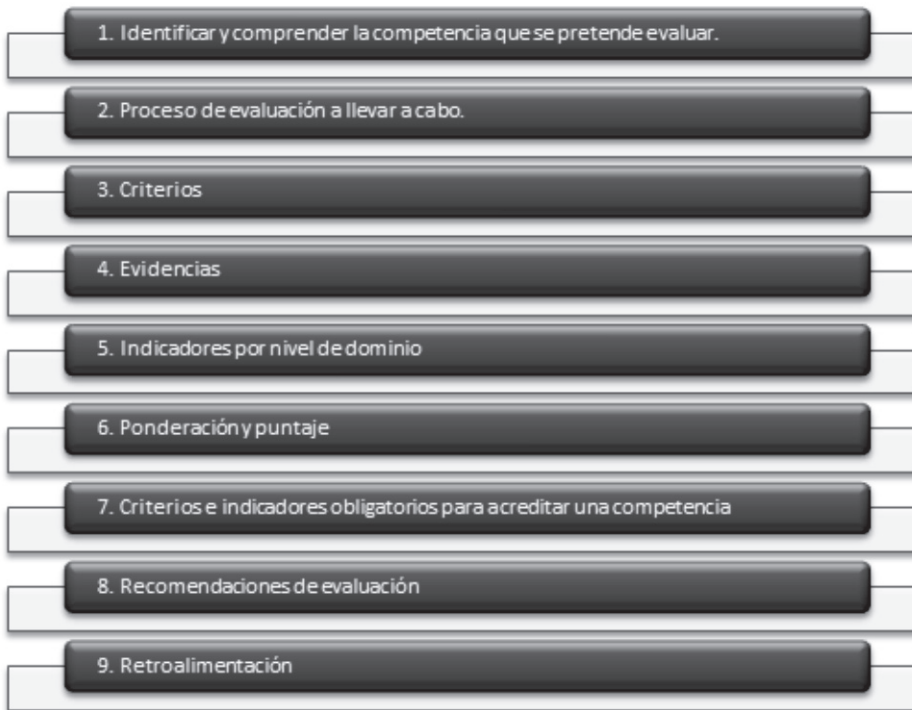 1. Identificar y comprender la competencia que se pretende evaluar.
2. Proceso de evaluación a llevar a cabo.
3. Criterios
4. Evidencias
5. Indicadores por nivel de dominio
6. Ponderación y puntaje
7. Criterios e indicadores obligatorios para acreditar una competencia
8. Recomendaciones de evaluación
9. Retroalimentación